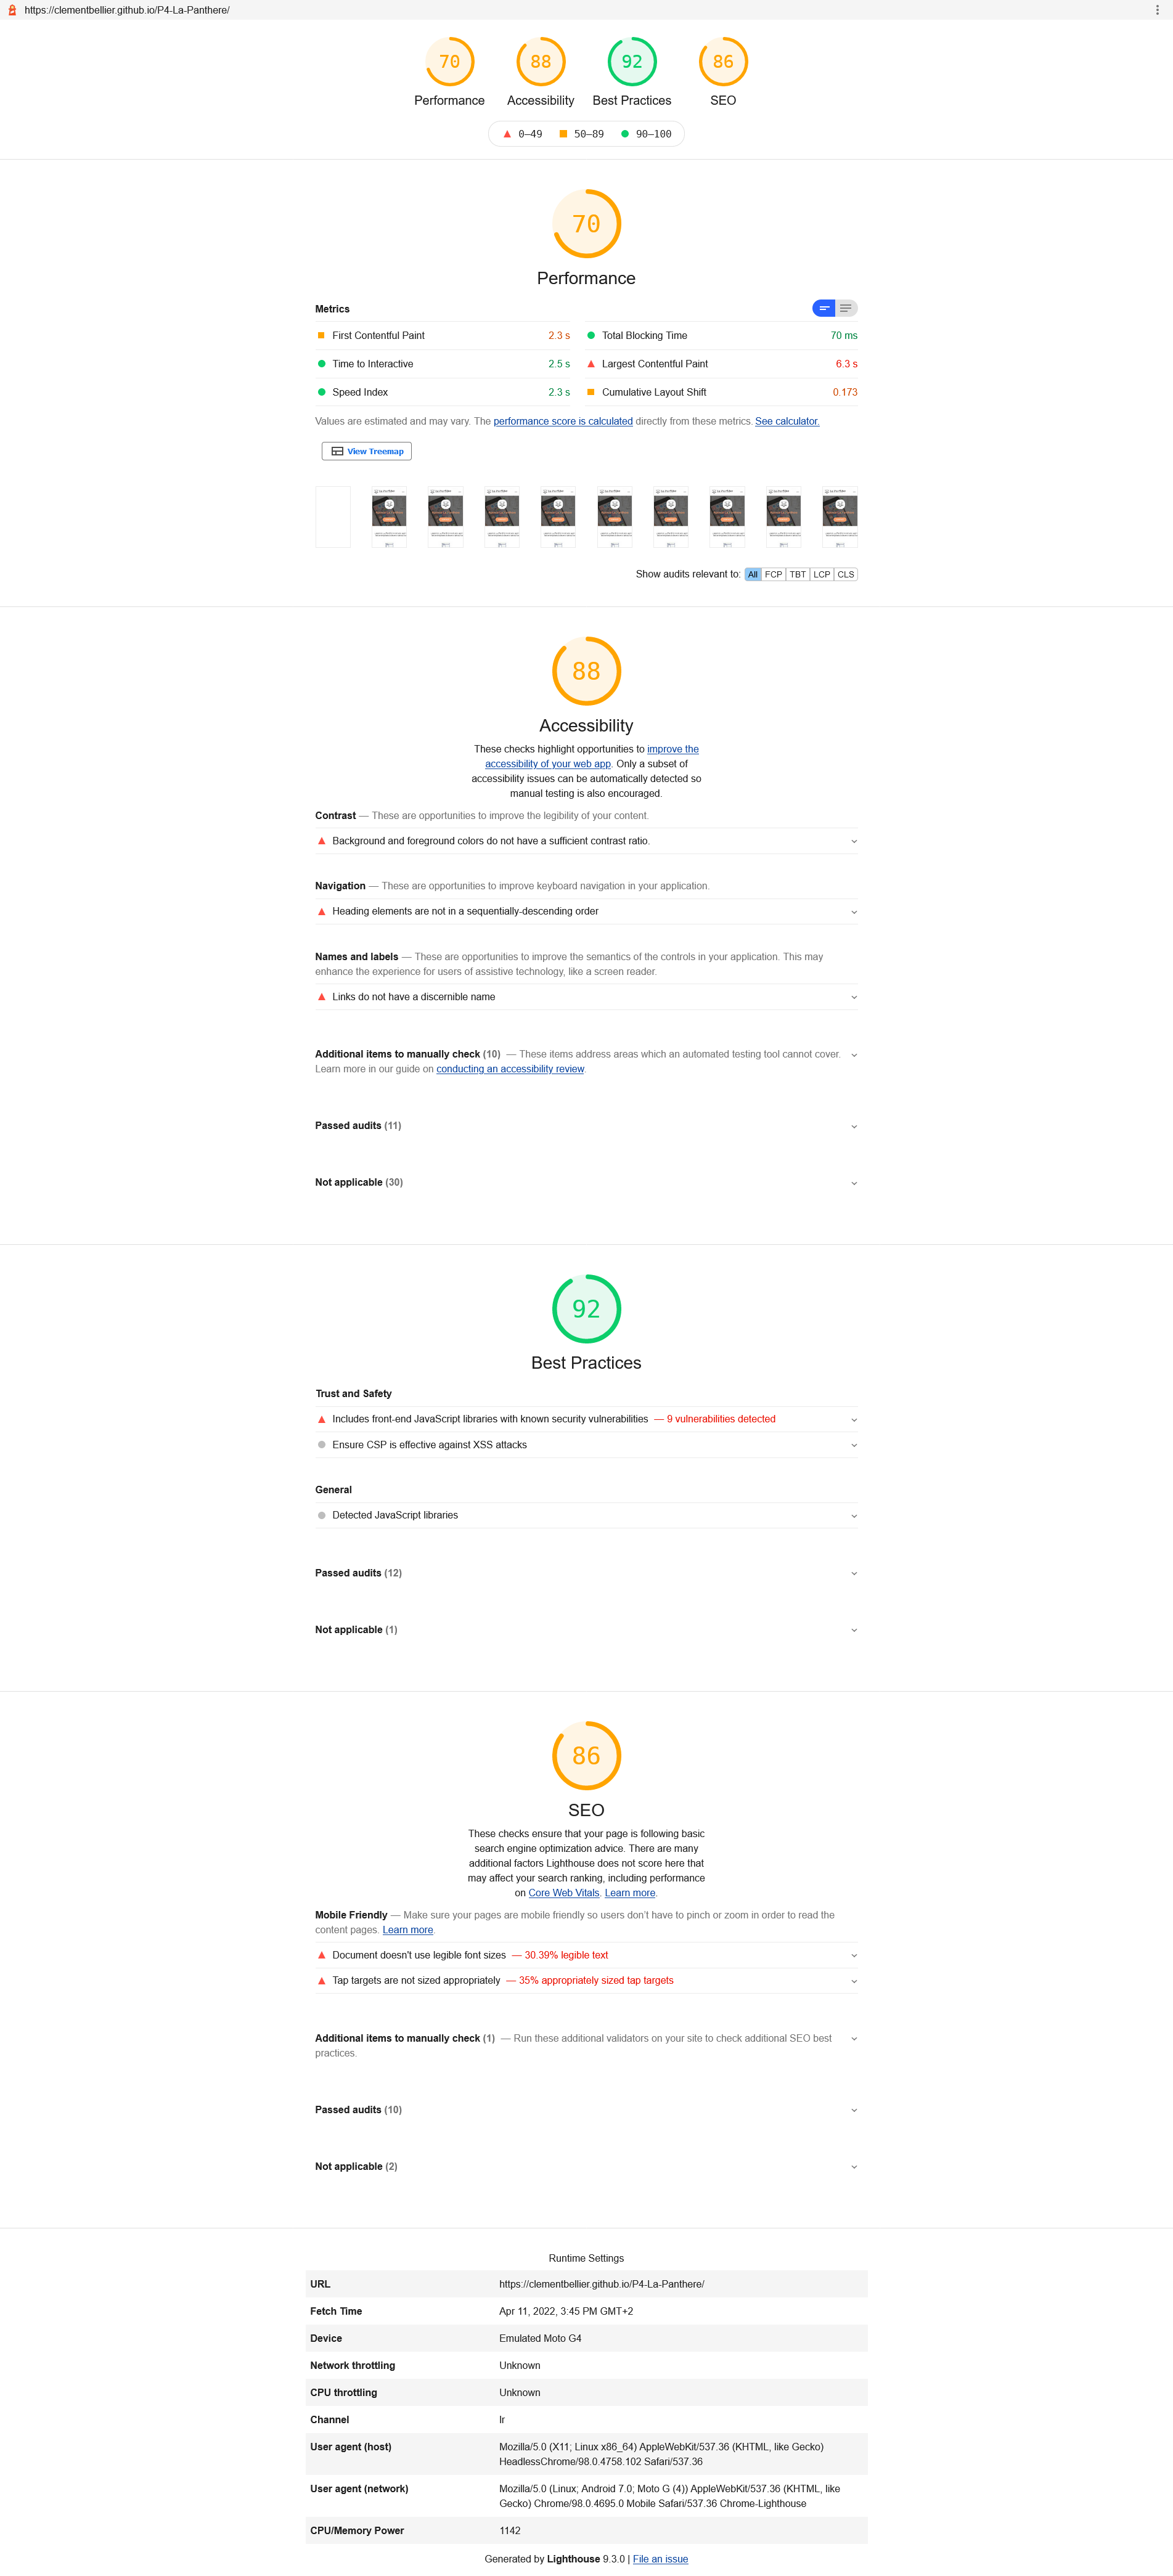 https://clementbellier.github.io/P4-La-Panthere/
70
88
92
86
Performance
Accessibility
Best Practices
SEO
0–49
50–89
90–100
70
Performance
Metrics
First Contentful Paint
2.3 s
Total Blocking Time
70 ms
Time to Interactive
2.5 s
Largest Contentful Paint
6.3 s
Speed Index
2.3 s
Cumulative Layout Shift
0.173
Values are estimated and may vary. The performance score is calculated directly from these metrics. See calculator.
View Treemap
Show audits relevant to: All FCP TBT LCP CLS
88
Accessibility
These checks highlight opportunities to improve the
accessibility of your web app. Only a subset of
accessibility issues can be automatically detected so
manual testing is also encouraged.
Contrast — These are opportunities to improve the legibility of your content.
Background and foreground colors do not have a sufficient contrast ratio.
Navigation — These are opportunities to improve keyboard navigation in your application.
Heading elements are not in a sequentially-descending order
Names and labels — These are opportunities to improve the semantics of the controls in your application. This may
enhance the experience for users of assistive technology, like a screen reader.
Links do not have a discernible name
Additional items to manually check (10) — These items address areas which an automated testing tool cannot cover.
Learn more in our guide on conducting an accessibility review.
Passed audits (11)
Not applicable (30)
92
Best Practices
Trust and Safety
Includes front-end JavaScript libraries with known security vulnerabilities — 9 vulnerabilities detected
Ensure CSP is effective against XSS attacks
General
Detected JavaScript libraries
Passed audits (12)
Not applicable (1)
86
SEO
These checks ensure that your page is following basic
search engine optimization advice. There are many
additional factors Lighthouse does not score here that
may affect your search ranking, including performance
on Core Web Vitals. Learn more.
Mobile Friendly — Make sure your pages are mobile friendly so users don’t have to pinch or zoom in order to read the
content pages. Learn more.
Document doesn't use legible font sizes — 30.39% legible text
Tap targets are not sized appropriately — 35% appropriately sized tap targets
Additional items to manually check (1) — Run these additional validators on your site to check additional SEO best
practices.
Passed audits (10)
Not applicable (2)
Runtime Settings
URL
https://clementbellier.github.io/P4-La-Panthere/
Fetch Time
Apr 11, 2022, 3:45 PM GMT+2
Device
Emulated Moto G4
Network throttling
Unknown
CPU throttling
Unknown
Channel
lr
User agent (host)
Mozilla/5.0 (X11; Linux x86_64) AppleWebKit/537.36 (KHTML, like Gecko)
HeadlessChrome/98.0.4758.102 Safari/537.36
User agent (network)
Mozilla/5.0 (Linux; Android 7.0; Moto G (4)) AppleWebKit/537.36 (KHTML, like
Gecko) Chrome/98.0.4695.0 Mobile Safari/537.36 Chrome-Lighthouse
CPU/Memory Power
1142
Generated by Lighthouse 9.3.0 | File an issue